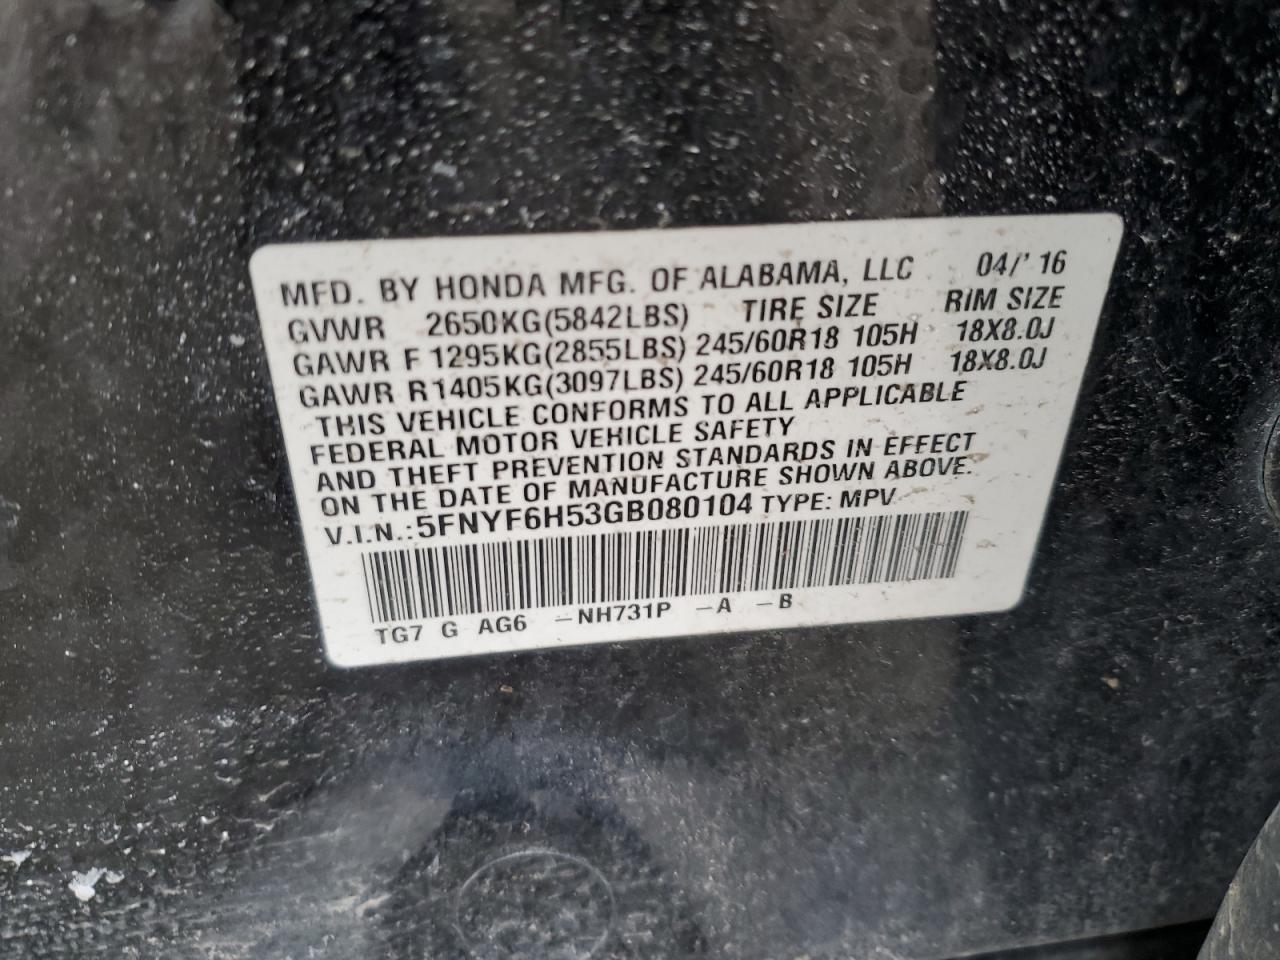 MFD. BY HONDA MFG. OF ALABAMA, LLC 04/'16
GVWR 2650KG(5842LBS) TIRE SIZE RIM SIZE
GAWR F 1295KG(2855LBS) 245/60R18 105H 18X8.0J
GAWR R 1405KG(3097LBS) 245/60R18 105H 18X8.0J
THIS VEHICLE CONFORMS TO ALL APPLICABLE
FEDERAL MOTOR VEHICLE SAFETY
AND THEFT PREVENTION STANDARDS IN EFFECT
ON THE DATE OF MANUFACTURE SHOWN ABOVE.
V.I.N.:5FNYF6H53GB080104 TYPE: MPV
TG7 G AG6 -NH731P -A -B